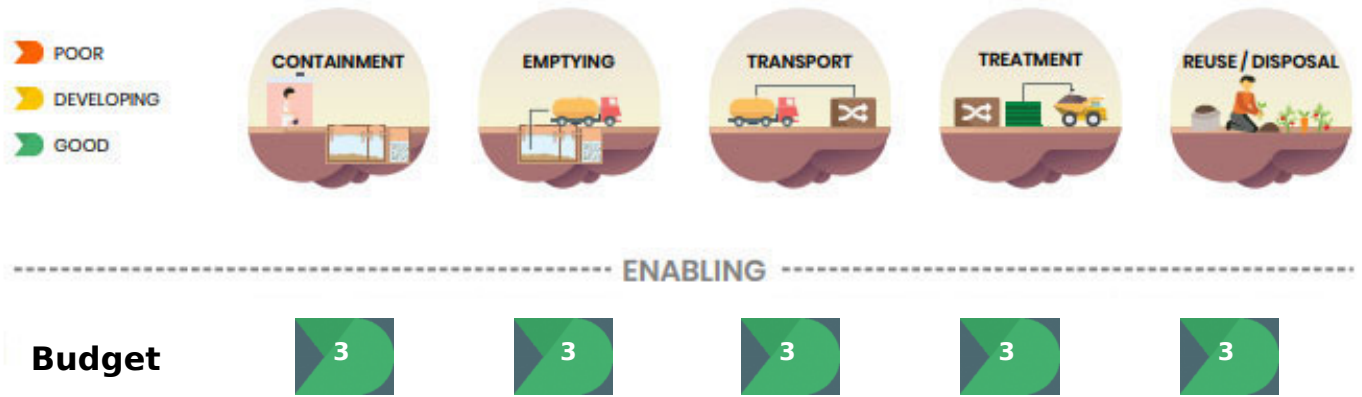 POOR
DEVELOPING
GOOD
CONTAINMENT
EMPTYING
TRANSPORT
TREATMENT
REUSE / DISPOSAL
ENABLING
Budget 3 3 3 3 3